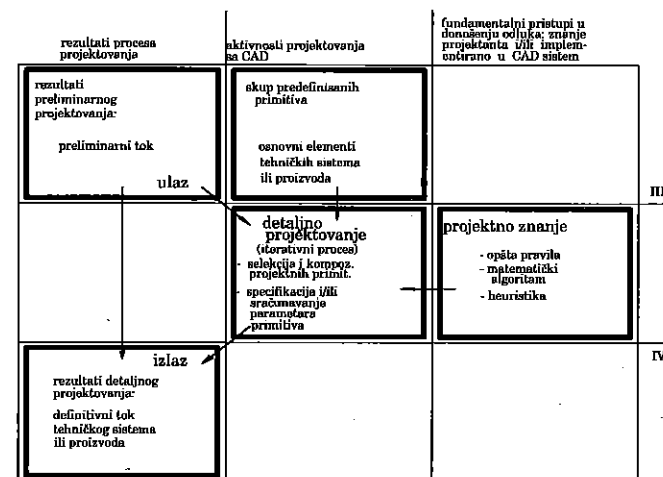 rezultati procesa
projektovanja
aktivnosti projektovanja
sa CAD
fundamentalni pristupi u
donošenju odluka; znanje
projektanta i/ili implem-
entirano u CAD sistem
rezultati
preliminarnog
projektovanja:
preliminarni tok
ulaz
skup predefinisanih
primitiva
osnovni elementi
tehničkih sistema
ili proizvoda
III
detaljno
projektovanje
(iterativni proces)
- selekcija i kompoz.
projektnih primit.
- specifikacija i/ili
sračunavanje
parametara
primitiva
projektno znanje
- opšta pravila
- matematički
algoritam
- heuristika
IV
izlaz
rezultati detaljnog
projektovanja:
definitivni tok
tehničkog sistema
ili proizvoda